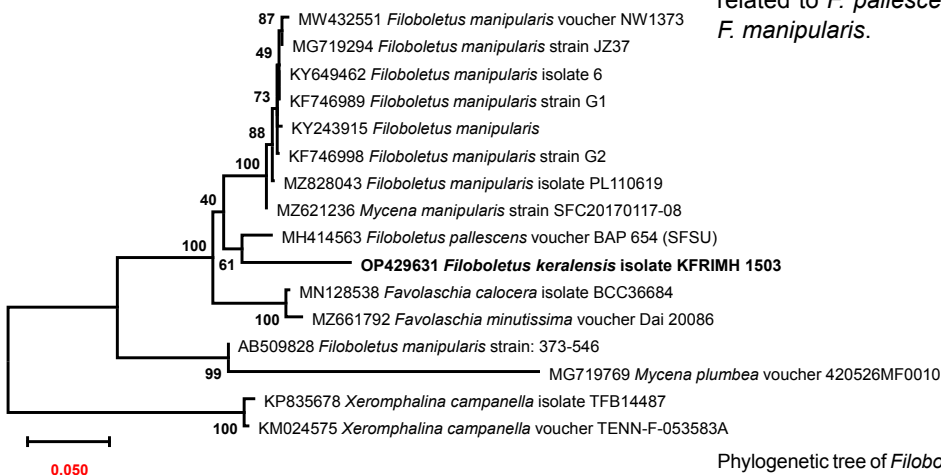 related to F. pallesce
F. manipularis.
87
MW432551 Filoboletus manipularis voucher NW1373
49
MG719294 Filoboletus manipularis strain JZ37
KY649462 Filoboletus manipularis isolate 6
73
KF746989 Filoboletus manipularis strain G1
88
KY243915 Filoboletus manipularis
KF746998 Filoboletus manipularis strain G2
100
MZ828043 Filoboletus manipularis isolate PL110619
40
MZ621236 Mycena manipularis strain SFC20170117-08
MH414563 Filoboletus pallescens voucher BAP 654 (SFSU)
100
61
OP429631 Filoboletus keralensis isolate KFRIMH 1503
MN128538 Favolaschia calocera isolate BCC36684
100
MZ661792 Favolaschia minutissima voucher Dai 20086
AB509828 Filoboletus manipularis strain: 373-546
99
MG719769 Mycena plumbea voucher 420526MF0010
KP835678 Xeromphalina campanella isolate TFB14487
100
KM024575 Xeromphalina campanella voucher TENN-F-053583A
0.050
Phylogenetic tree of Filobo